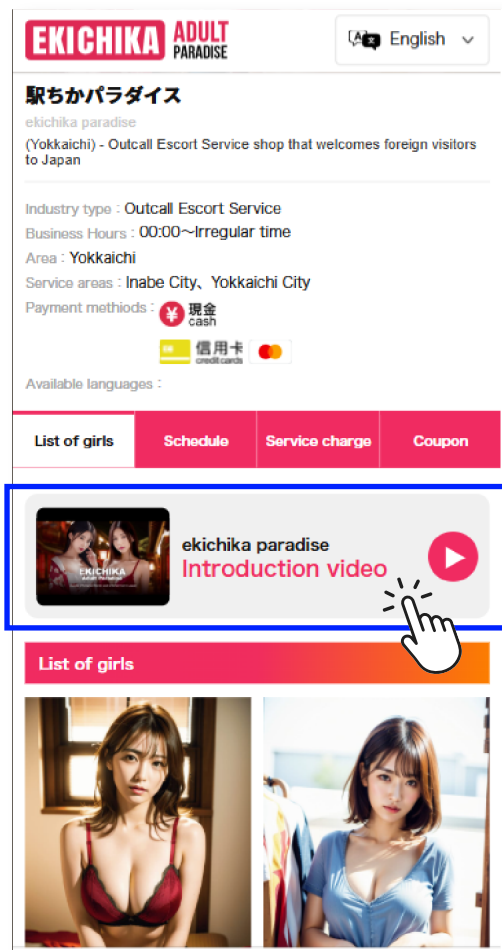 EKICHIKA ADULT
PARADISE
English
駅ちかパラダイス
ekichika paradise
(Yokkaichi) - Outcall Escort Service shop that welcomes foreign visitors
to Japan
Industry type : Outcall Escort Service
Business Hours : 00:00～Irregular time
Area : Yokkaichi
Service areas : Inabe City、Yokkaichi City
Payment methiods : ¥ 現金
cash
信用卡
credit cards
Available languages :
List of girls Schedule Service charge Coupon
EKICHIKA
Adult Paradise
ekichika paradise
Introduction video
List of girls